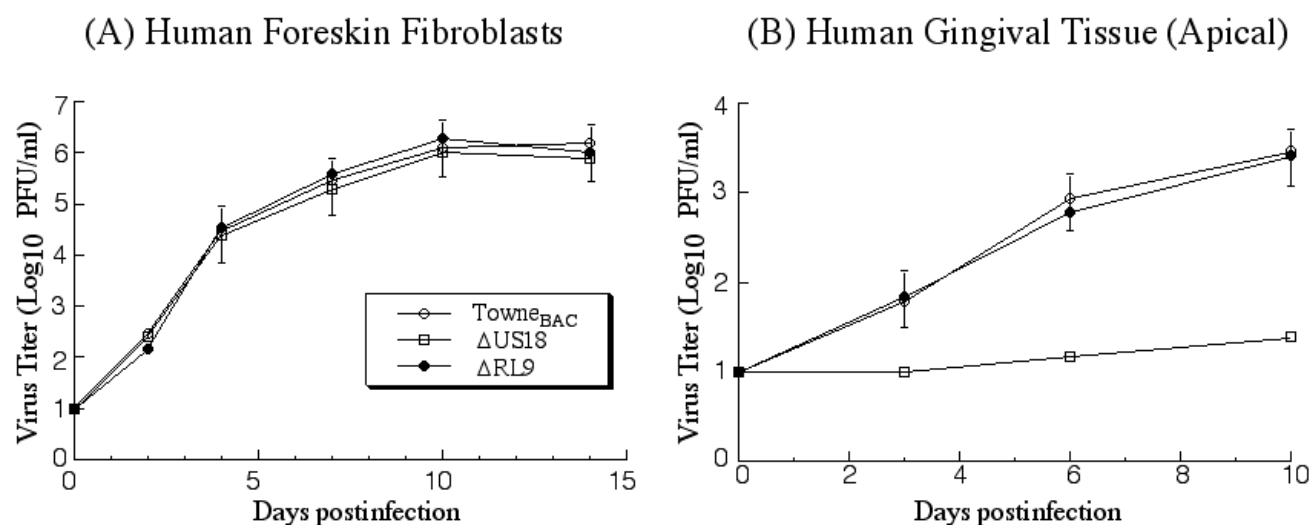 (A) Human Foreskin Fibroblasts
Virus Titer (Log10 PFU/ml)
7
6
5
4
3
2
1
0
0 5 10 15
Days postinfection
TowneBAC
ΔUS18
ΔRL9
(B) Human Gingival Tissue (Apical)
Virus Titer (Log10 PFU/ml)
4
3
2
1
0
0 2 4 6 8 10
Days postinfection